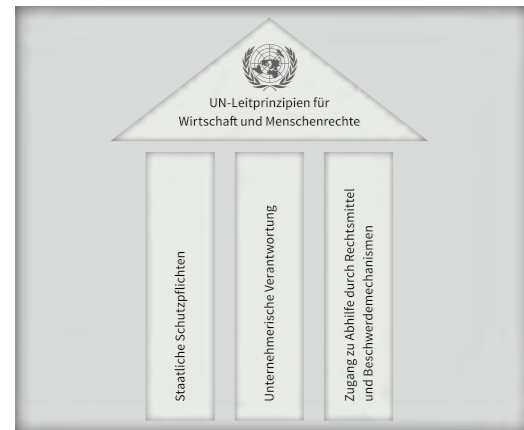 UN-Leitprinzipien für
Wirtschaft und Menschenrechte
Staatliche Schutzpflichten
Unternehmerische Verantwortung
Zugang zu Abhilfe durch Rechtsmittel
und Beschwerdemechanismen